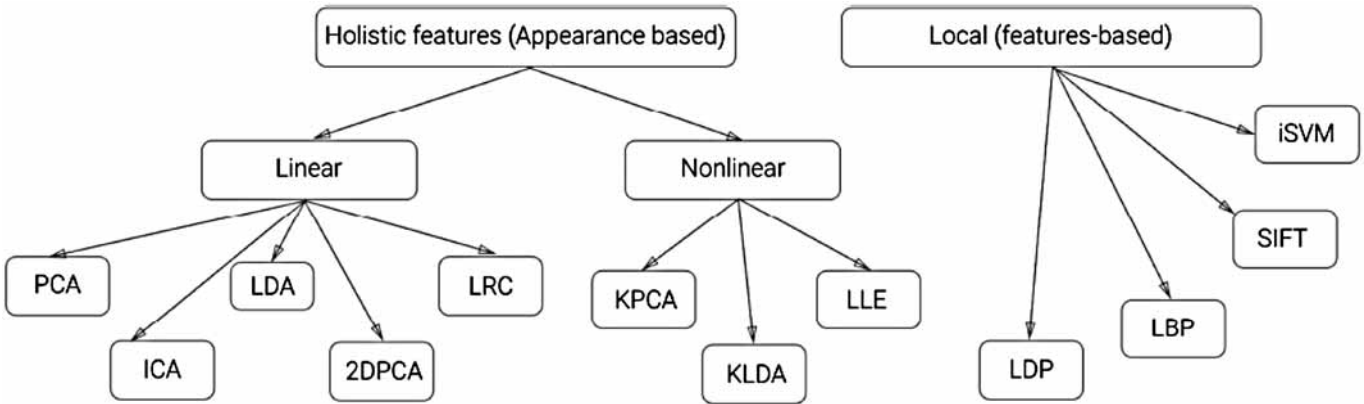 Holistic features (Appearance based)
Local (features-based)
iSVM
Linear
Nonlinear
SIFT
PCA
LDA
LRC
KPCA
LLE
LBP
ICA
2DPCA
KLDA
LDP